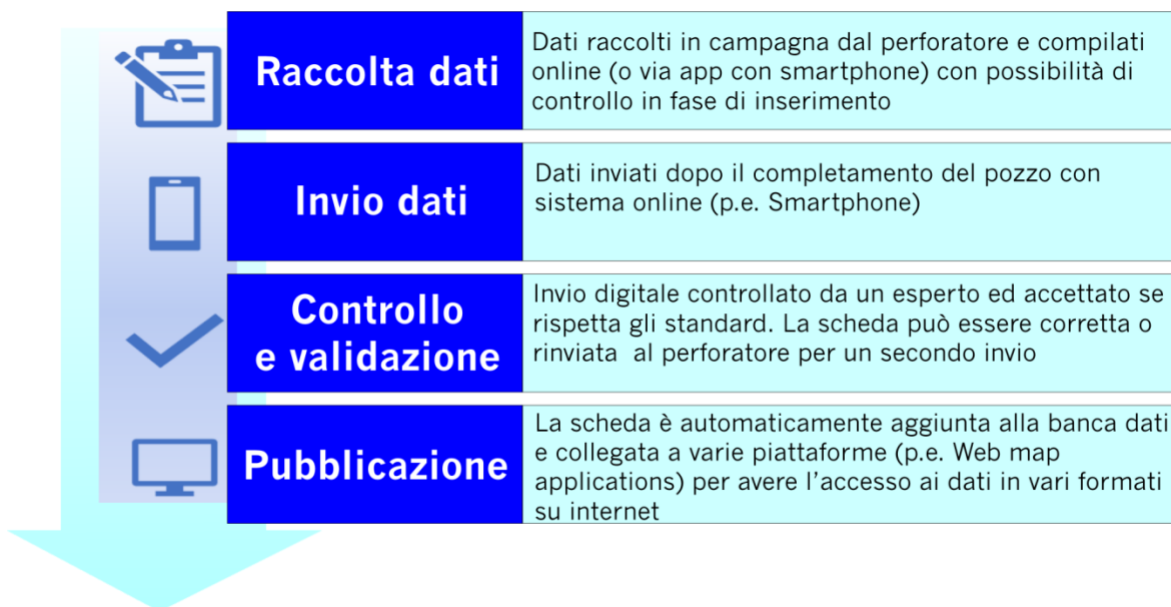 Raccolta dati
Dati raccolti in campagna dal perforatore e compilati
online (o via app con smartphone) con possibilità di
controllo in fase di inserimento
Invio dati
Dati inviati dopo il completamento del pozzo con
sistema online (p.e. Smartphone)
Controllo
e validazione
Invio digitale controllato da un esperto ed accettato se
rispetta gli standard. La scheda può essere corretta o
rinviata  al perforatore per un secondo invio
Pubblicazione
La scheda è automaticamente aggiunta alla banca dati
e collegata a varie piattaforme (p.e. Web map
applications) per avere l’accesso ai dati in vari formati
su internet